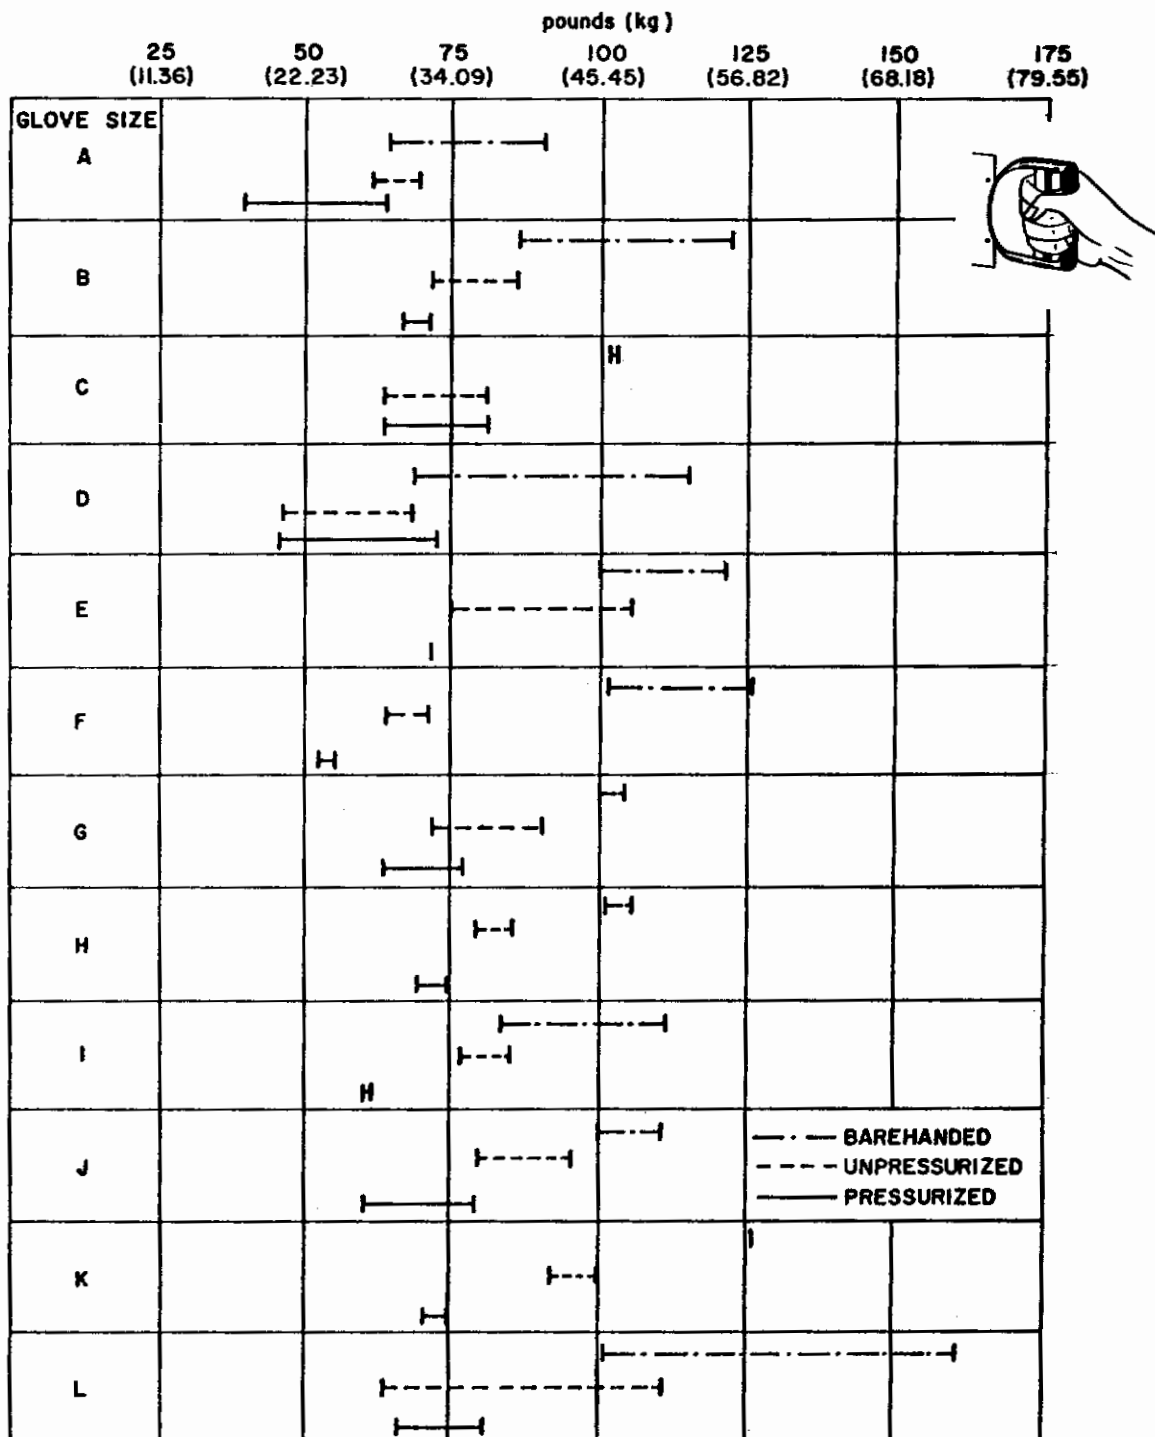 pounds (kg)
25 50 75 100 125 150 175
(11.36) (22.23) (34.09) (45.45) (56.82) (68.18) (79.55)
GLOVE SIZE
A
B
C
D
E
F
G
H
I
J
BAREHANDED
UNPRESSURIZED
PRESSURIZED
K
L